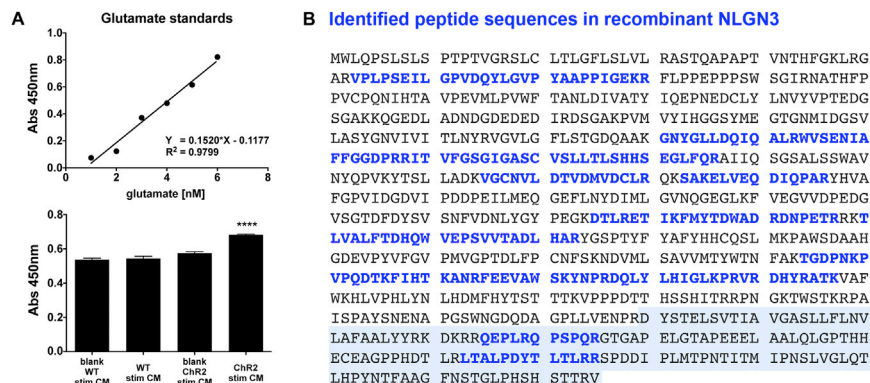 A
Glutamate standards
Abs 450nm
1.0
0.8
0.6
0.4
0.2
0.0
Y = 0.1520*X - 0.1177
R2 = 0.9799
0 2 4 6 8
glutamate [nM]
Abs 450nm
0.8
0.6
0.4
0.2
0.0
****
blank WT stim CM
WT stim CM
blank ChR2 stim CM
ChR2 stim CM
B Identified peptide sequences in recombinant NLGN3
MWLQPSLSLS PTPTVGRSLC LTLGFLSLVL RASTQAPAPT VNTHFGKLRG
ARVPLPSEIL GPVDQYLGVP YAAPPIGEKR FLPPEPPPSW SGIRNATHFP
PVCPQNIHTA VPEVMLPVWF TANLDIVATY IQEPNEDCLY LNVYVPTEDG
SGAKKQGEDL ADNDGDEDED IRDSGAKPVM VYIHGGSYME GTGNMIDGSV
LASYGNVIVI TLNYRVGVLG FLSTGDQAAK GNYGLLDQIQ ALRWVSENIA
FFGGDPRRIT VFGSGIGASC VSLLTLSHHS EGLFQRAIIQ SGSALSSWAV
NYQPVKYTSL LADKVGCNVL DTVDMVDCLR QKSAKELVEQ DIQPARYHVA
FGPVIDGDVI PDDPEILMEQ GEFLNYDIML GVNQGEGLKF VEGVVDPEDG
VSGTDFDYSV SNFVDNLYGY PEGKDTLRET IKFMYTDWAD RDNPETRRKT
LVALFTDHQW VEPSVVTADL HARYGSPTYF YAFYHHCQSL MKPAWSDAAH
GDEVPYVFGV PMVGPTDLFP CNFSKNDVML SAVVMTYWTN FAKTGDPNKP
VPQDTKFIHT KANRFEEVAW SKYNPRDQLY LHIGLKPRVR DHYRATKVAF
WKHLVPHLYN LHDMFHYTST TTKVPPPDTT HSSHITRRPN GKTWSTKRPA
ISPAYSNENA PGSWNGDQDA GPLLVENPRD YSTELSVTIA VGASLLFLNV
LAFAALYYRK DKRRQEPLRQ PSPQRGTGAP ELGTAPEEEL AALQLGPTHH
ECEAGPPHDT LRLTALPDYT LTLRRSPDDI PLMTPNTITM IPNSLVGLQT
LHPYNTFAAG FNSTGLPHSH STTRV